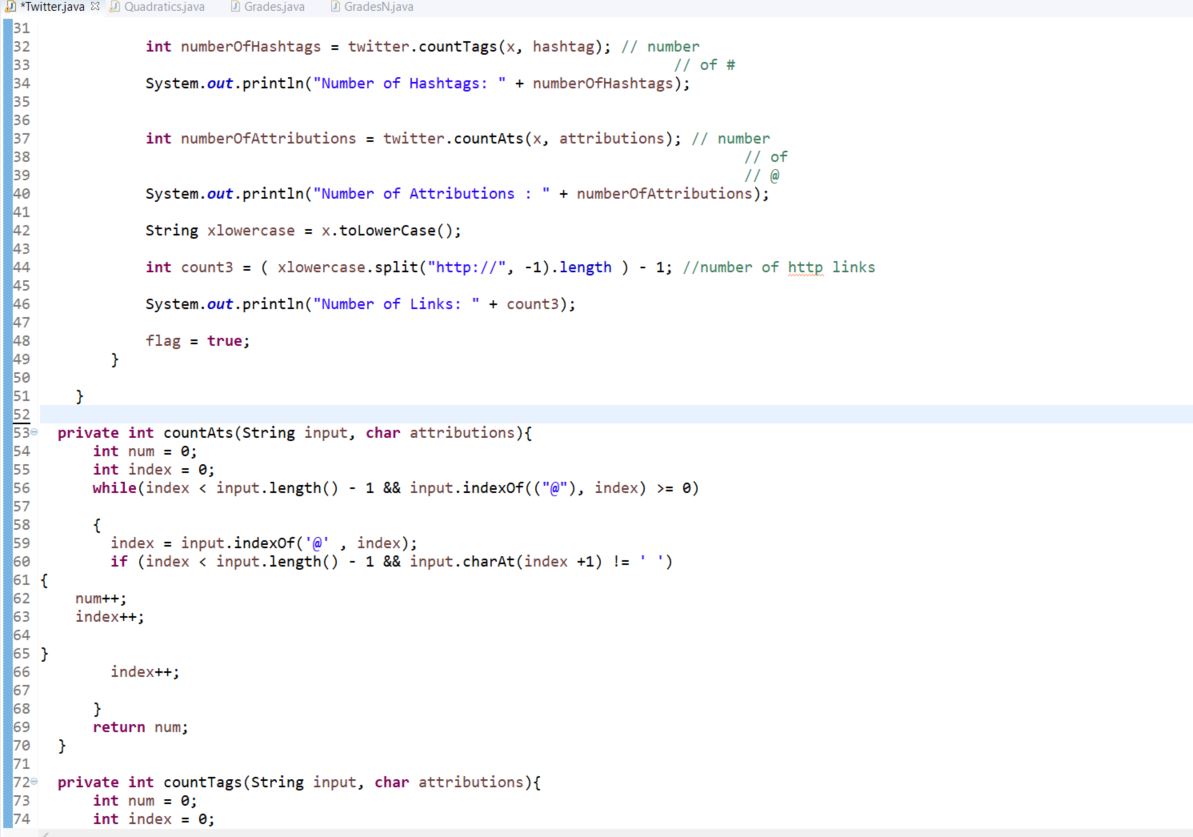 *Twitter.java Quadratics.java Grades.java GradesN.java
31
32 int numberOfHashtags = twitter.countTags(x, hashtag); // number
33 // of #
34 System.out.println("Number of Hashtags: " + numberOfHashtags);
35
36
37 int numberOfAttributions = twitter.countAts(x, attributions); // number
38 // of
39 // @
40 System.out.println("Number of Attributions : " + numberOfAttributions);
41
42 String xlowercase = x.toLowerCase();
43
44 int count3 = ( xlowercase.split("http://", -1).length ) - 1; //number of http links
45
46 System.out.println("Number of Links: " + count3);
47
48 flag = true;
49 }
50
51 }
52
53 private int countAts(String input, char attributions){
54 int num = 0;
55 int index = 0;
56 while(index < input.length() - 1 && input.indexOf(("@"), index) >= 0)
57
58 {
59 index = input.indexOf('@' , index);
60 if (index < input.length() - 1 && input.charAt(index +1) != ' ')
61 {
62 num++;
63 index++;
64
65 }
66 index++;
67
68 }
69 return num;
70 }
71
72 private int countTags(String input, char attributions){
73 int num = 0;
74 int index = 0;